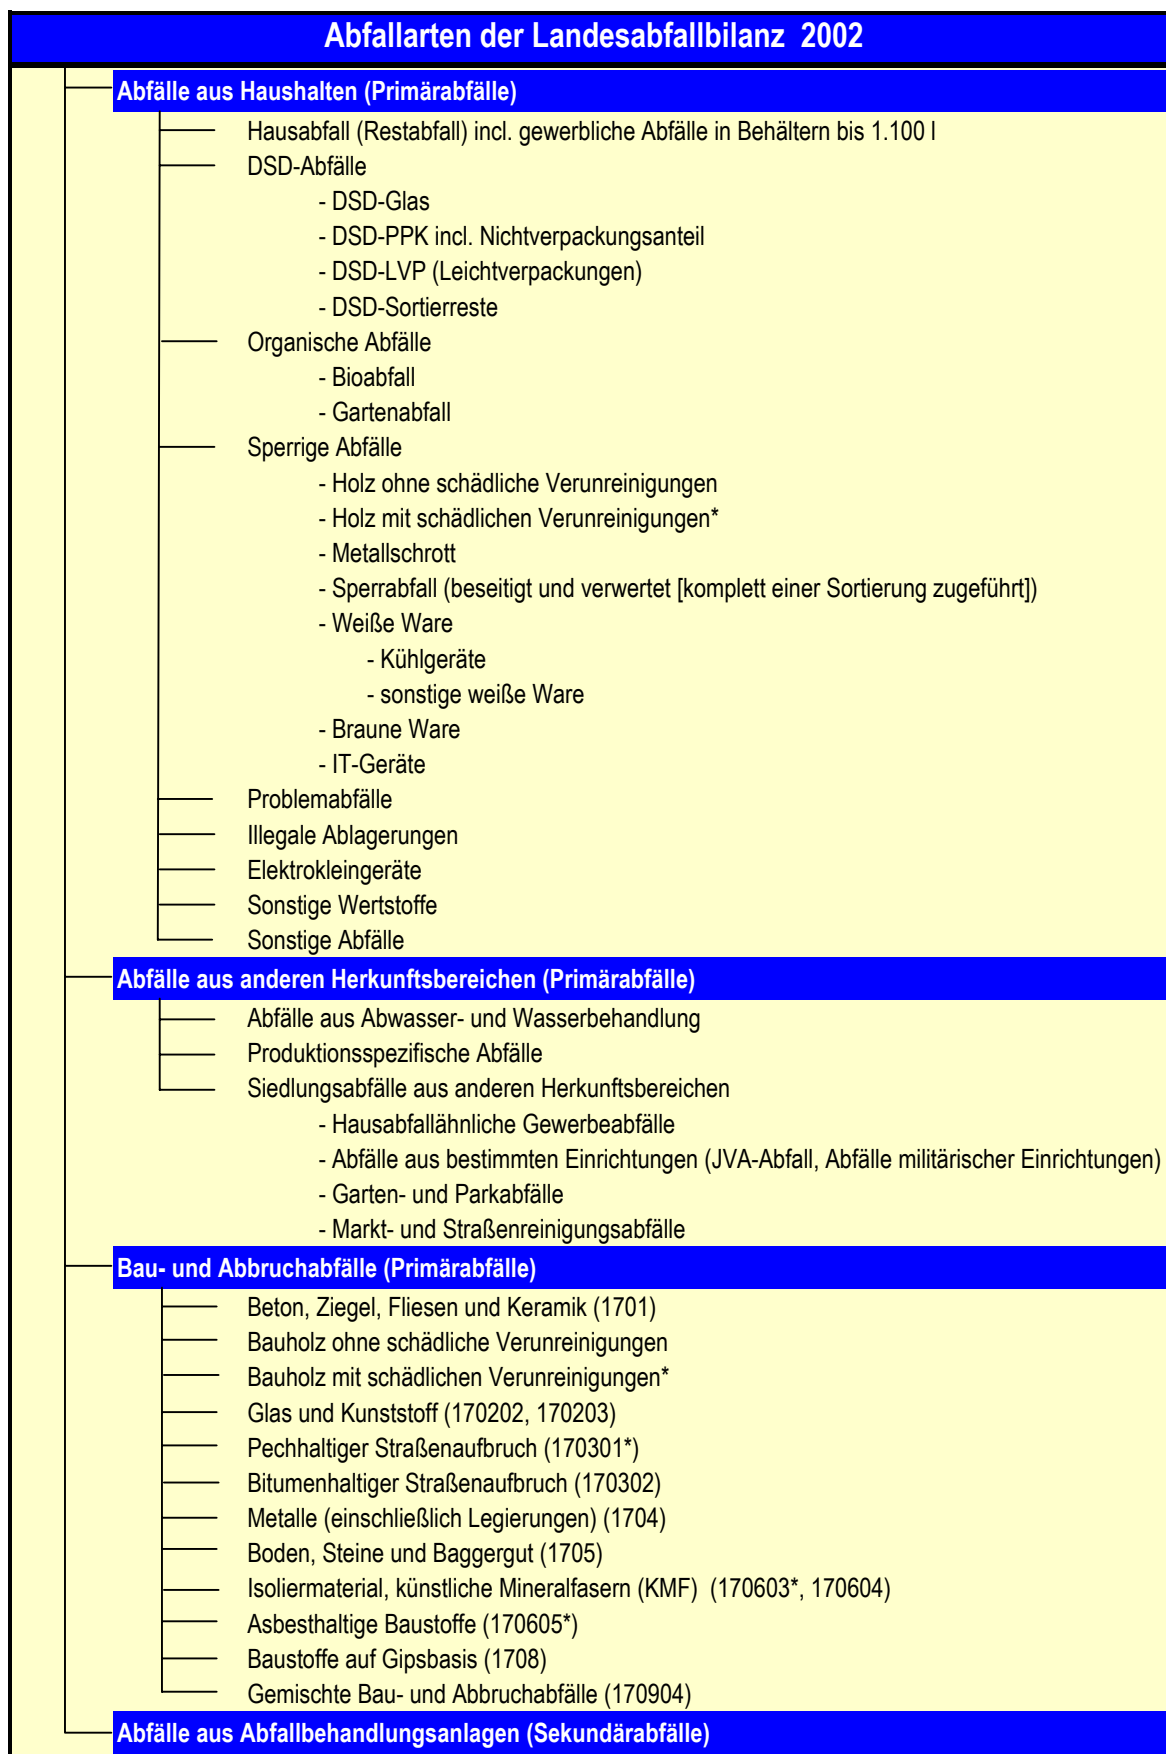 Abfallarten der Landesabfallbilanz 2002
Abfälle aus Haushalten (Primärabfälle)
Hausabfall (Restabfall) incl. gewerbliche Abfälle in Behältern bis 1.100 l
DSD-Abfälle
- DSD-Glas
- DSD-PPK incl. Nichtverpackungsanteil
- DSD-LVP (Leichtverpackungen)
- DSD-Sortierreste
Organische Abfälle
- Bioabfall
- Gartenabfall
Sperrige Abfälle
- Holz ohne schädliche Verunreinigungen
- Holz mit schädlichen Verunreinigungen*
- Metallschrott
- Sperrabfall (beseitigt und verwertet [komplett einer Sortierung zugeführt])
- Weiße Ware
- Kühlgeräte
- sonstige weiße Ware
- Braune Ware
- IT-Geräte
Problemabfälle
Illegale Ablagerungen
Elektrokleingeräte
Sonstige Wertstoffe
Sonstige Abfälle
Abfälle aus anderen Herkunftsbereichen (Primärabfälle)
Abfälle aus Abwasser- und Wasserbehandlung
Produktionsspezifische Abfälle
Siedlungsabfälle aus anderen Herkunftsbereichen
- Hausabfallähnliche Gewerbeabfälle
- Abfälle aus bestimmten Einrichtungen (JVA-Abfall, Abfälle militärischer Einrichtungen)
- Garten- und Parkabfälle
- Markt- und Straßenreinigungsabfälle
Bau- und Abbruchabfälle (Primärabfälle)
Beton, Ziegel, Fliesen und Keramik (1701)
Bauholz ohne schädliche Verunreinigungen
Bauholz mit schädlichen Verunreinigungen*
Glas und Kunststoff (170202, 170203)
Pechhaltiger Straßenaufbruch (170301*)
Bitumenhaltiger Straßenaufbruch (170302)
Metalle (einschließlich Legierungen) (1704)
Boden, Steine und Baggergut (1705)
Isoliermaterial, künstliche Mineralfasern (KMF) (170603*, 170604)
Asbesthaltige Baustoffe (170605*)
Baustoffe auf Gipsbasis (1708)
Gemischte Bau- und Abbruchabfälle (170904)
Abfälle aus Abfallbehandlungsanlagen (Sekundärabfälle)